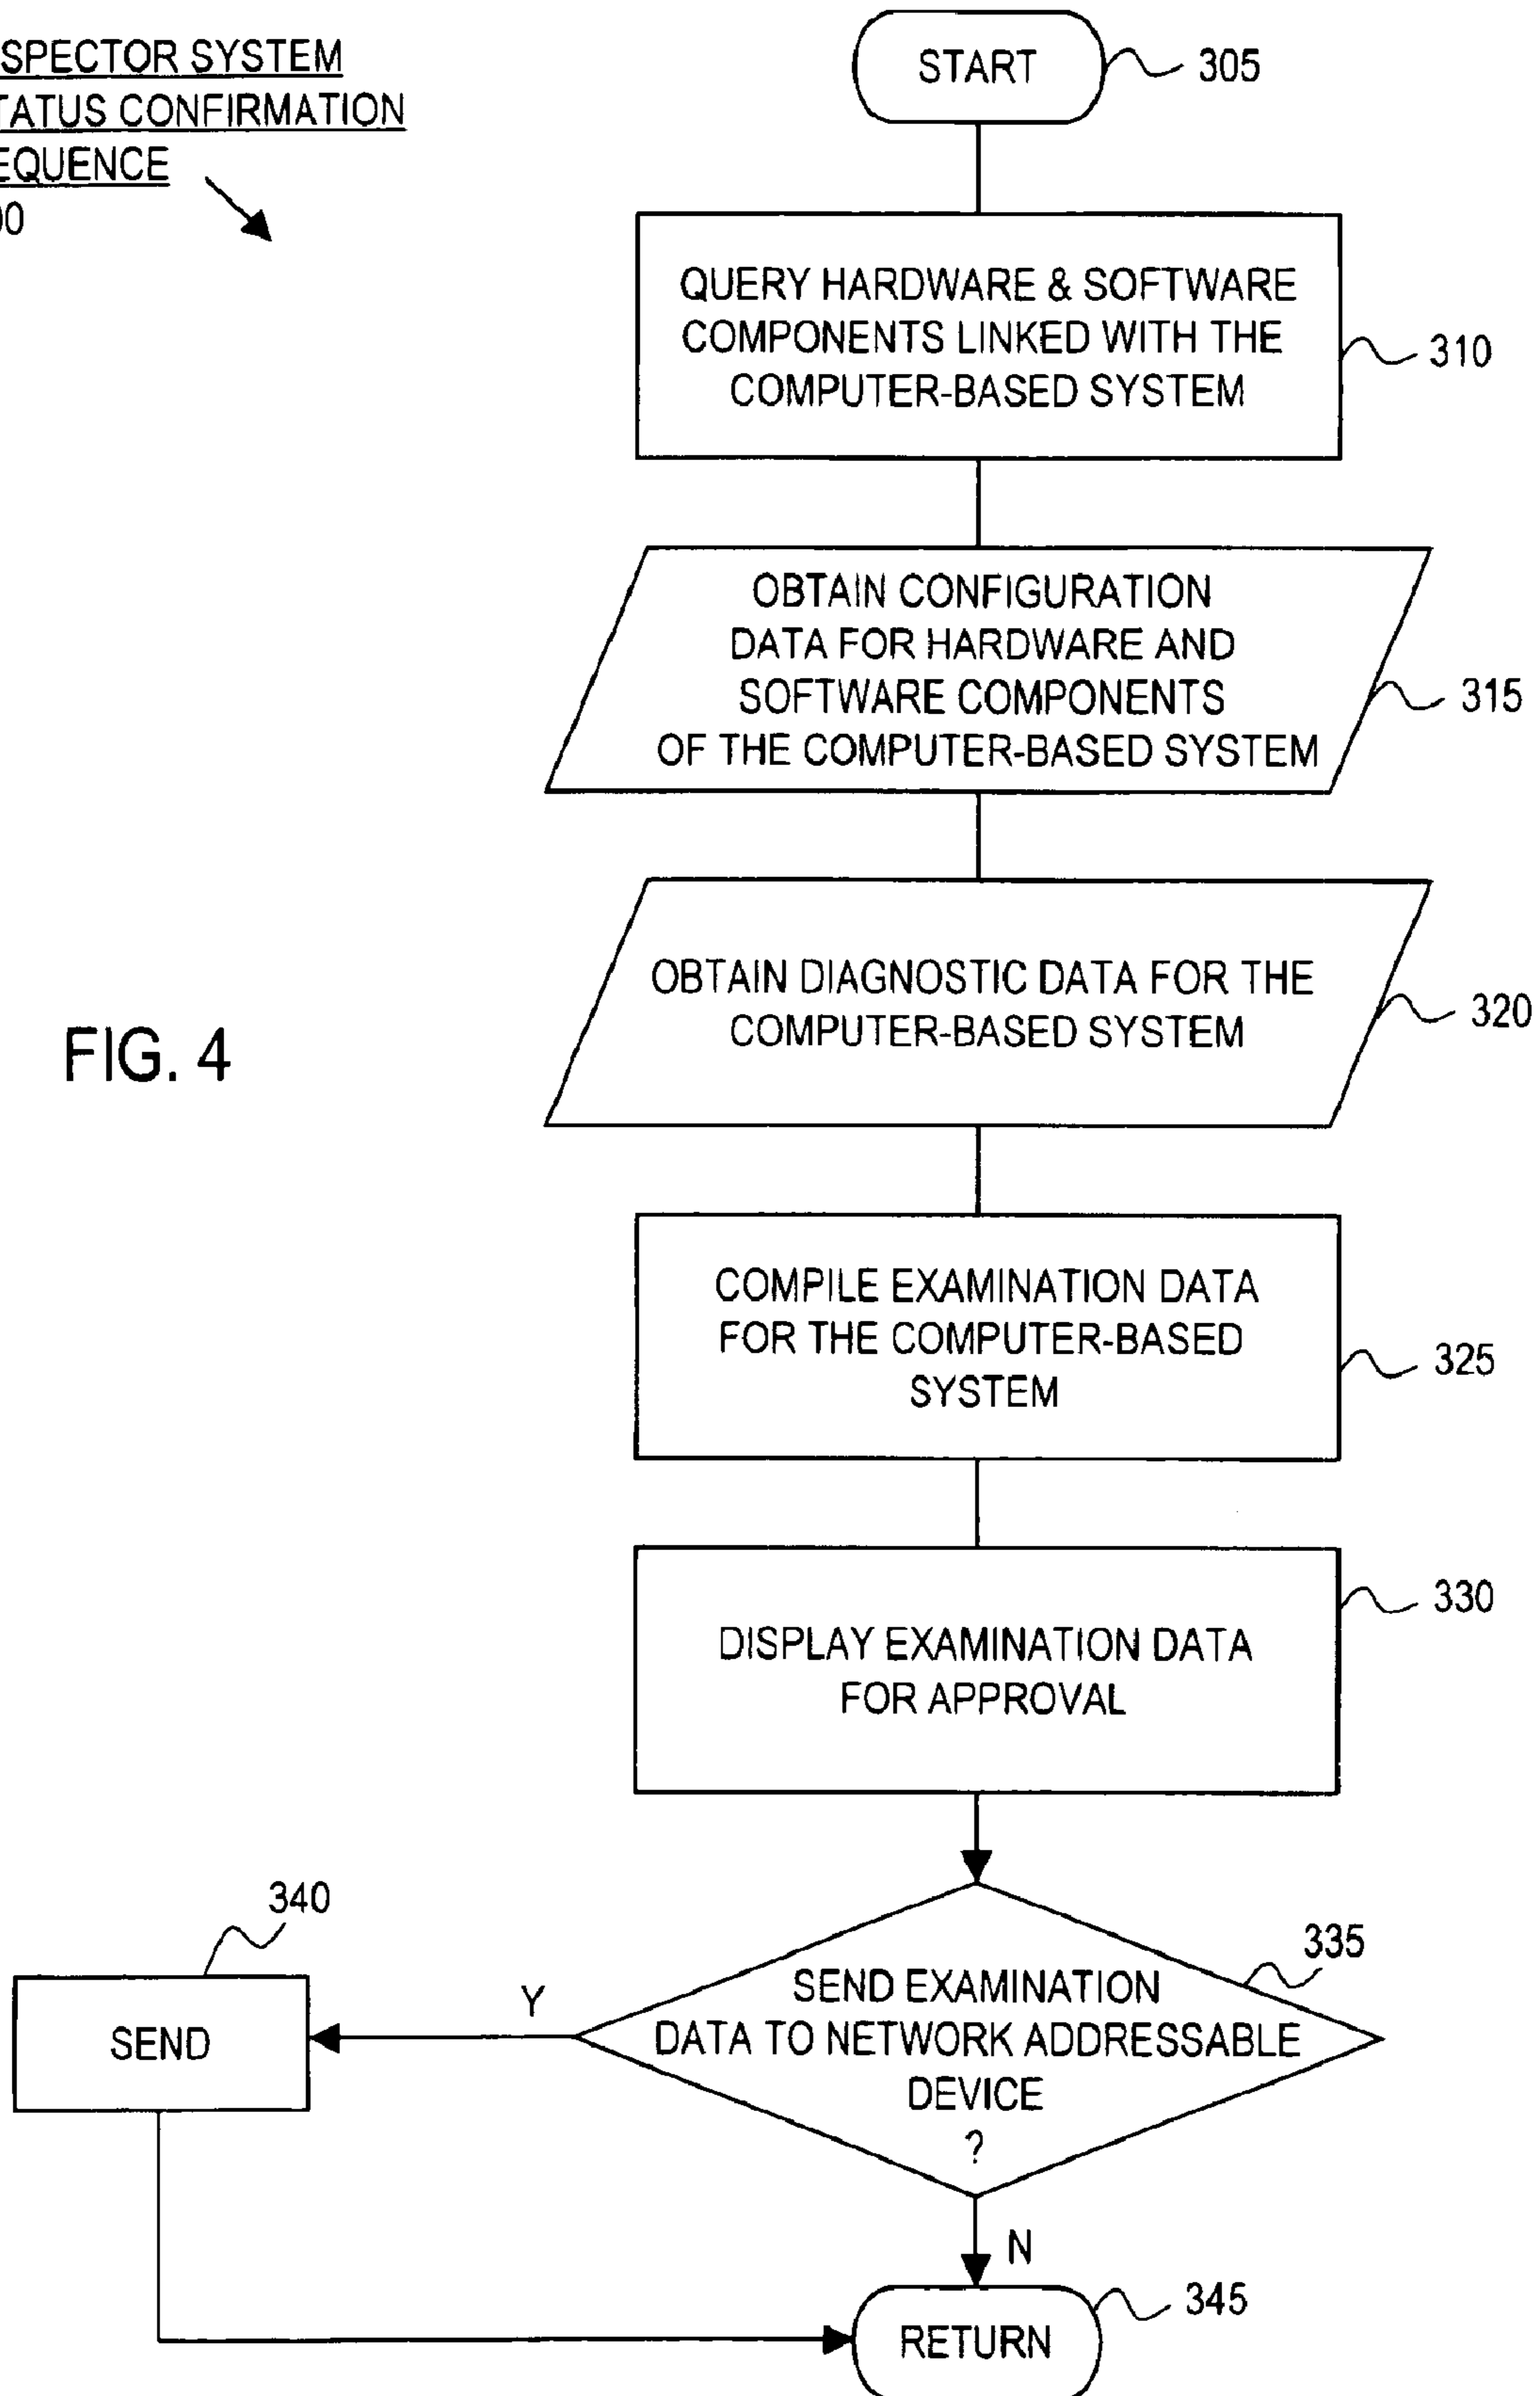 SPECTOR SYSTEM
TATUS CONFIRMATION
EQUENCE
00
START
305
QUERY HARDWARE & SOFTWARE
COMPONENTS LINKED WITH THE
COMPUTER-BASED SYSTEM
310
OBTAIN CONFIGURATION
DATA FOR HARDWARE AND
SOFTWARE COMPONENTS
OF THE COMPUTER-BASED SYSTEM
315
OBTAIN DIAGNOSTIC DATA FOR THE
COMPUTER-BASED SYSTEM
320
FIG. 4
COMPILE EXAMINATION DATA
FOR THE COMPUTER-BASED
SYSTEM
325
DISPLAY EXAMINATION DATA
FOR APPROVAL
330
335
SEND EXAMINATION
DATA TO NETWORK ADDRESSABLE
DEVICE
?
Y
340
SEND
N
RETURN
345